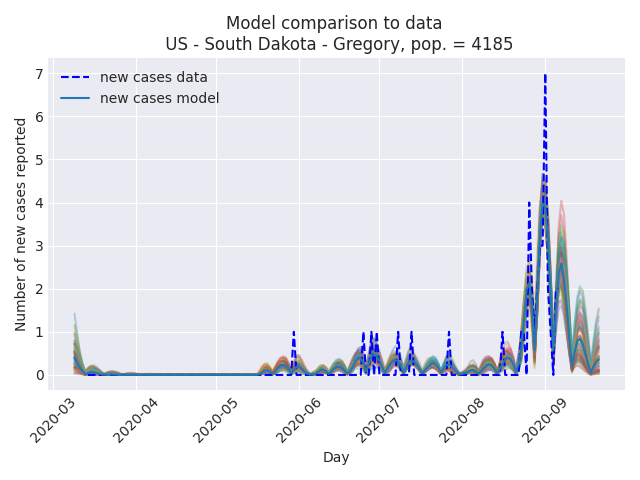 Model comparison to data
US - South Dakota - Gregory, pop. = 4185
new cases data
new cases model
Number of new cases reported
7
6
5
4
3
2
1
0
2020-03
2020-04
2020-05
2020-06
2020-07
2020-08
2020-09
Day